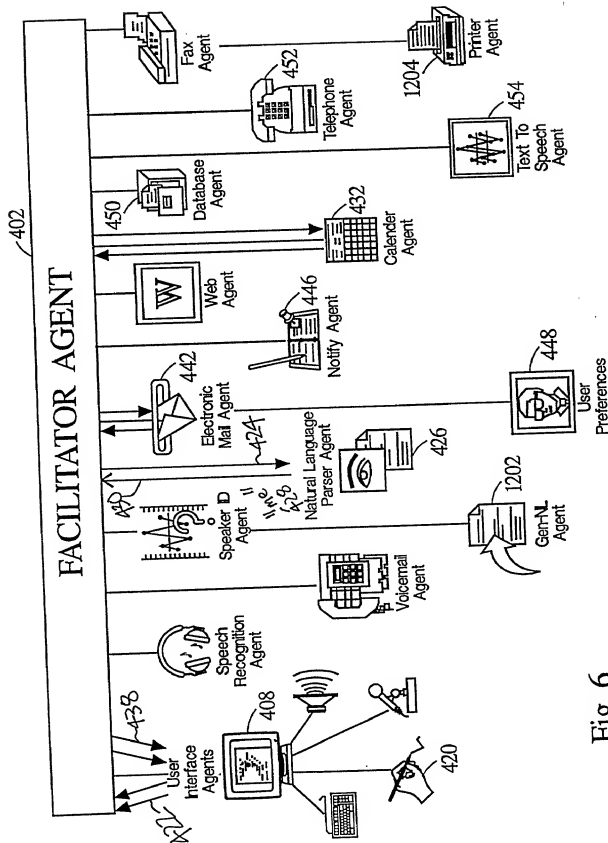 402
FACILITATOR AGENT
422
438
User
Interface
Agents
408
420
Speech
Recognition
Agent
Voicemail
Agent
Speaker ID
Agent
"me"
428
1202
Gen-NL
Agent
424
Natural Language
Parser Agent
426
442
Electronic
Mail Agent
448
User
Preferences
446
Notify Agent
W
Web
Agent
432
Calender
Agent
450
Database
Agent
454
Text To
Speech
Agent
452
Telephone
Agent
Fax
Agent
1204
Printer
Agent
Fig. 6